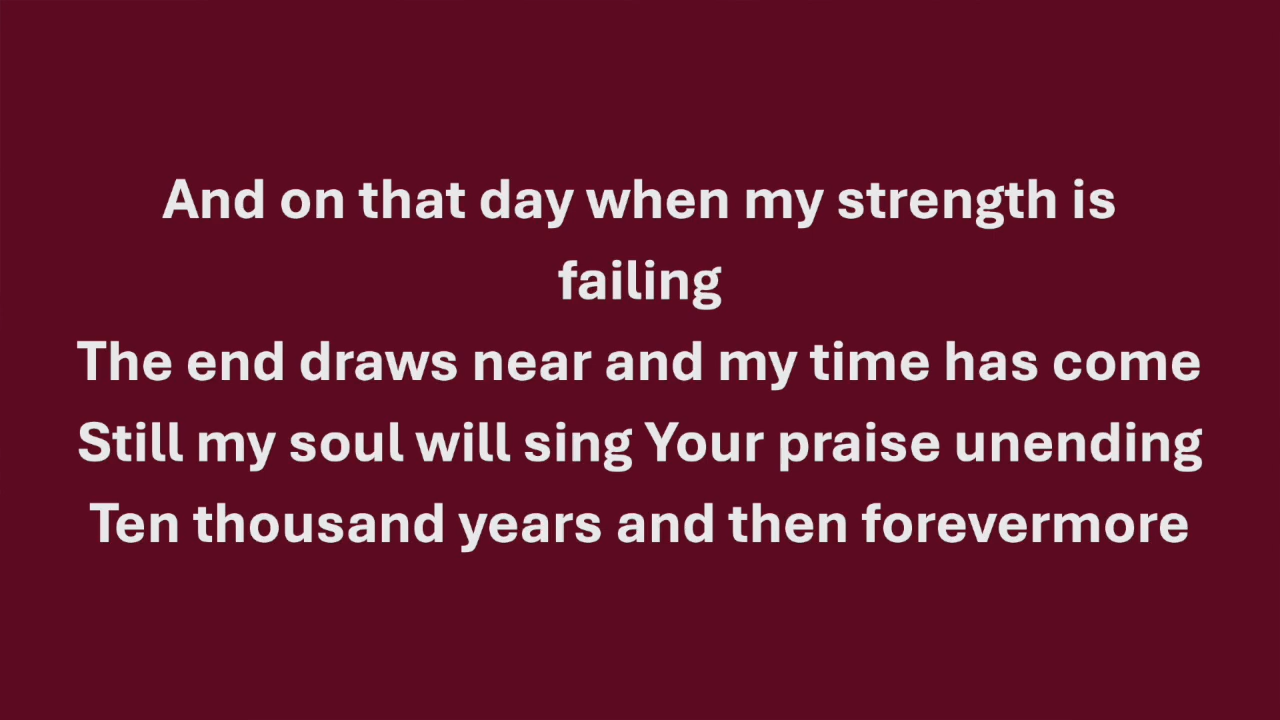 And on that day when my strength is
failing
The end draws near and my time has come
Still my soul will sing Your praise unending
Ten thousand years and then forevermore